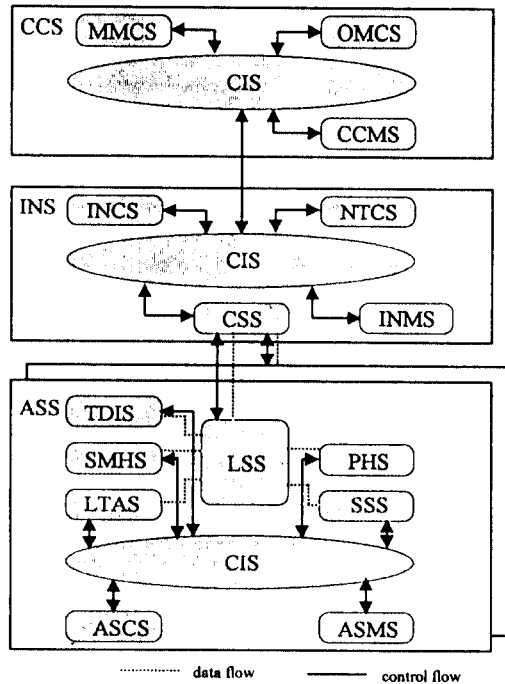 CCS MMCS OMCS
CIS
CCMS
INS INCS NTCS
CIS
CSS INMS
ASS TDIS
LSS
SMHS PHS
LTAS SSS
CIS
ASCS ASMS
data flow control flow